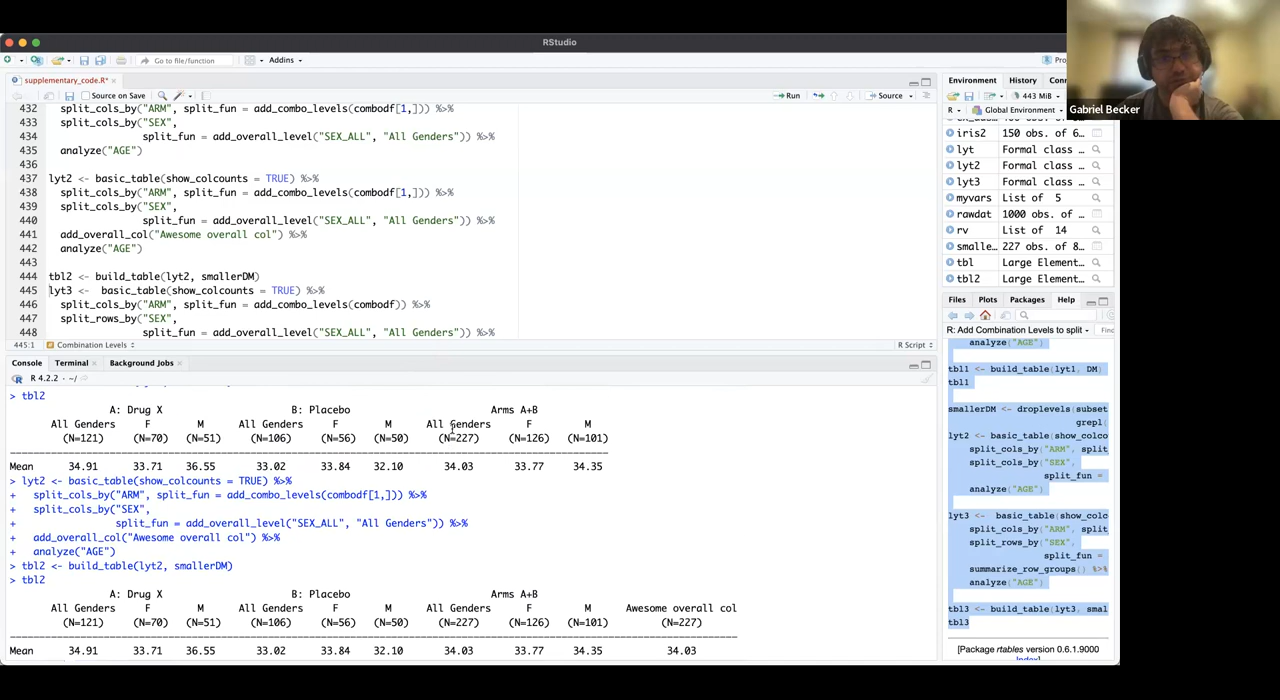 RStudio
Go to file/function
Addins
supplementary_code.R*
Source on Save
Run
Source
432 split_cols_by("ARM", split_fun = add_combo_levels(combodf[1,])) %>%
433 split_cols_by("SEX",
434 split_fun = add_overall_level("SEX_ALL", "All Genders")) %>%
435 analyze("AGE")
436
437 lyt2 <- basic_table(show_colcounts = TRUE) %>%
438 split_cols_by("ARM", split_fun = add_combo_levels(combodf[1,])) %>%
439 split_cols_by("SEX",
440 split_fun = add_overall_level("SEX_ALL", "All Genders")) %>%
441 add_overall_col("Awesome overall col") %>%
442 analyze("AGE")
443
444 tbl2 <- build_table(lyt2, smallerDM)
445 lyt3 <-  basic_table(show_colcounts = TRUE) %>%
446 split_cols_by("ARM", split_fun = add_combo_levels(combodf)) %>%
447 split_rows_by("SEX",
448 split_fun = add_overall_level("SEX_ALL", "All Genders")) %>%
445:1 Combination Levels R Script
Console Terminal Background Jobs
R 4.2.2 · ~/
> tbl2
A: Drug X B: Placebo Arms A+B
All Genders F M All Genders F M All Genders F M
(N=121) (N=70) (N=51) (N=106) (N=56) (N=50) (N=227) (N=126) (N=101)
Mean 34.91 33.71 36.55 33.02 33.84 32.10 34.03 33.77 34.35
> lyt2 <- basic_table(show_colcounts = TRUE) %>%
+ split_cols_by("ARM", split_fun = add_combo_levels(combodf[1,])) %>%
+ split_cols_by("SEX",
+ split_fun = add_overall_level("SEX_ALL", "All Genders")) %>%
+ add_overall_col("Awesome overall col") %>%
+ analyze("AGE")
> tbl2 <- build_table(lyt2, smallerDM)
> tbl2
A: Drug X B: Placebo Arms A+B
All Genders F M All Genders F M All Genders F M Awesome overall col
(N=121) (N=70) (N=51) (N=106) (N=56) (N=50) (N=227) (N=126) (N=101) (N=227)
Mean 34.91 33.71 36.55 33.02 33.84 32.10 34.03 33.77 34.35 34.03
Gabriel Becker
Environment History
443 MiB
R Global Environment
iris2 150 obs. of 6…
lyt Formal class …
lyt2 Formal class …
lyt3 Formal class …
myvars List of 5
rawdat 1000 obs. of …
rv List of 14
smalle… 227 obs. of 8…
tbl Large Element…
tbl2 Large Element…
Files Plots Packages Help
R: Add Combination Levels to split
analyze("AGE")
tbl1 <- build_table(lyt1, DM)
tbl1
smallerDM <- droplevels(subset
grepl(
lyt2 <- basic_table(show_colco
split_cols_by("ARM", split
split_cols_by("SEX",
split_fun =
analyze("AGE")
lyt3 <-  basic_table(show_colc
split_cols_by("ARM", split
split_rows_by("SEX",
split_fun =
summarize_row_groups() %>%
analyze("AGE")
tbl3 <- build_table(lyt3, smal
tbl3
[Package rtables version 0.6.1.9000